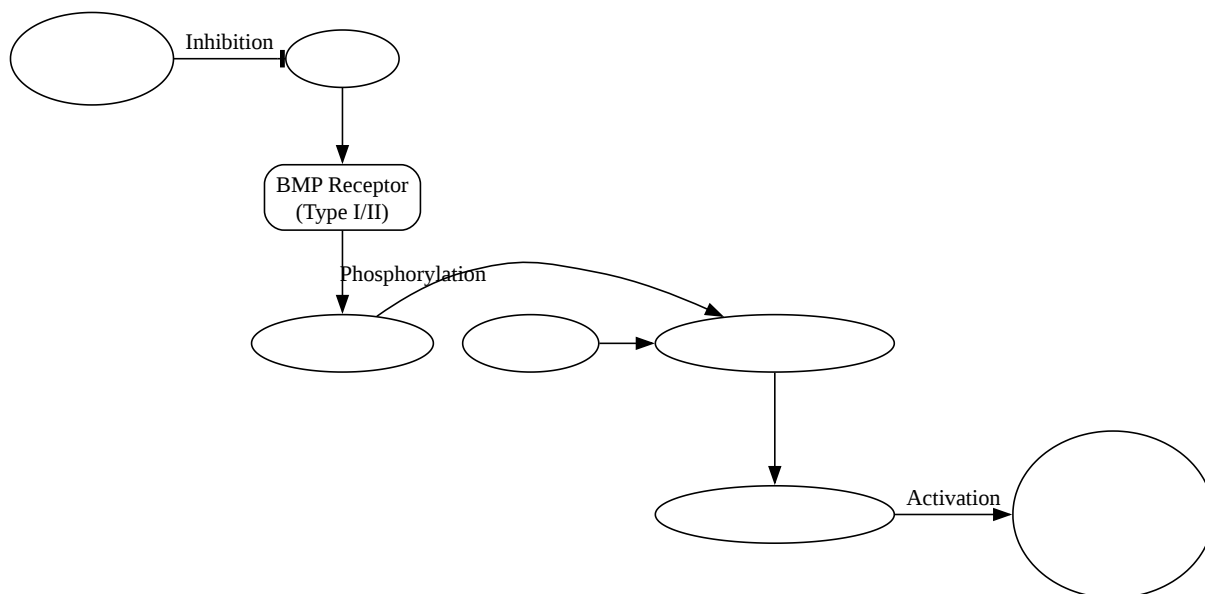 Inhibition
BMP Receptor
(Type I/II)
Phosphorylation
Activation